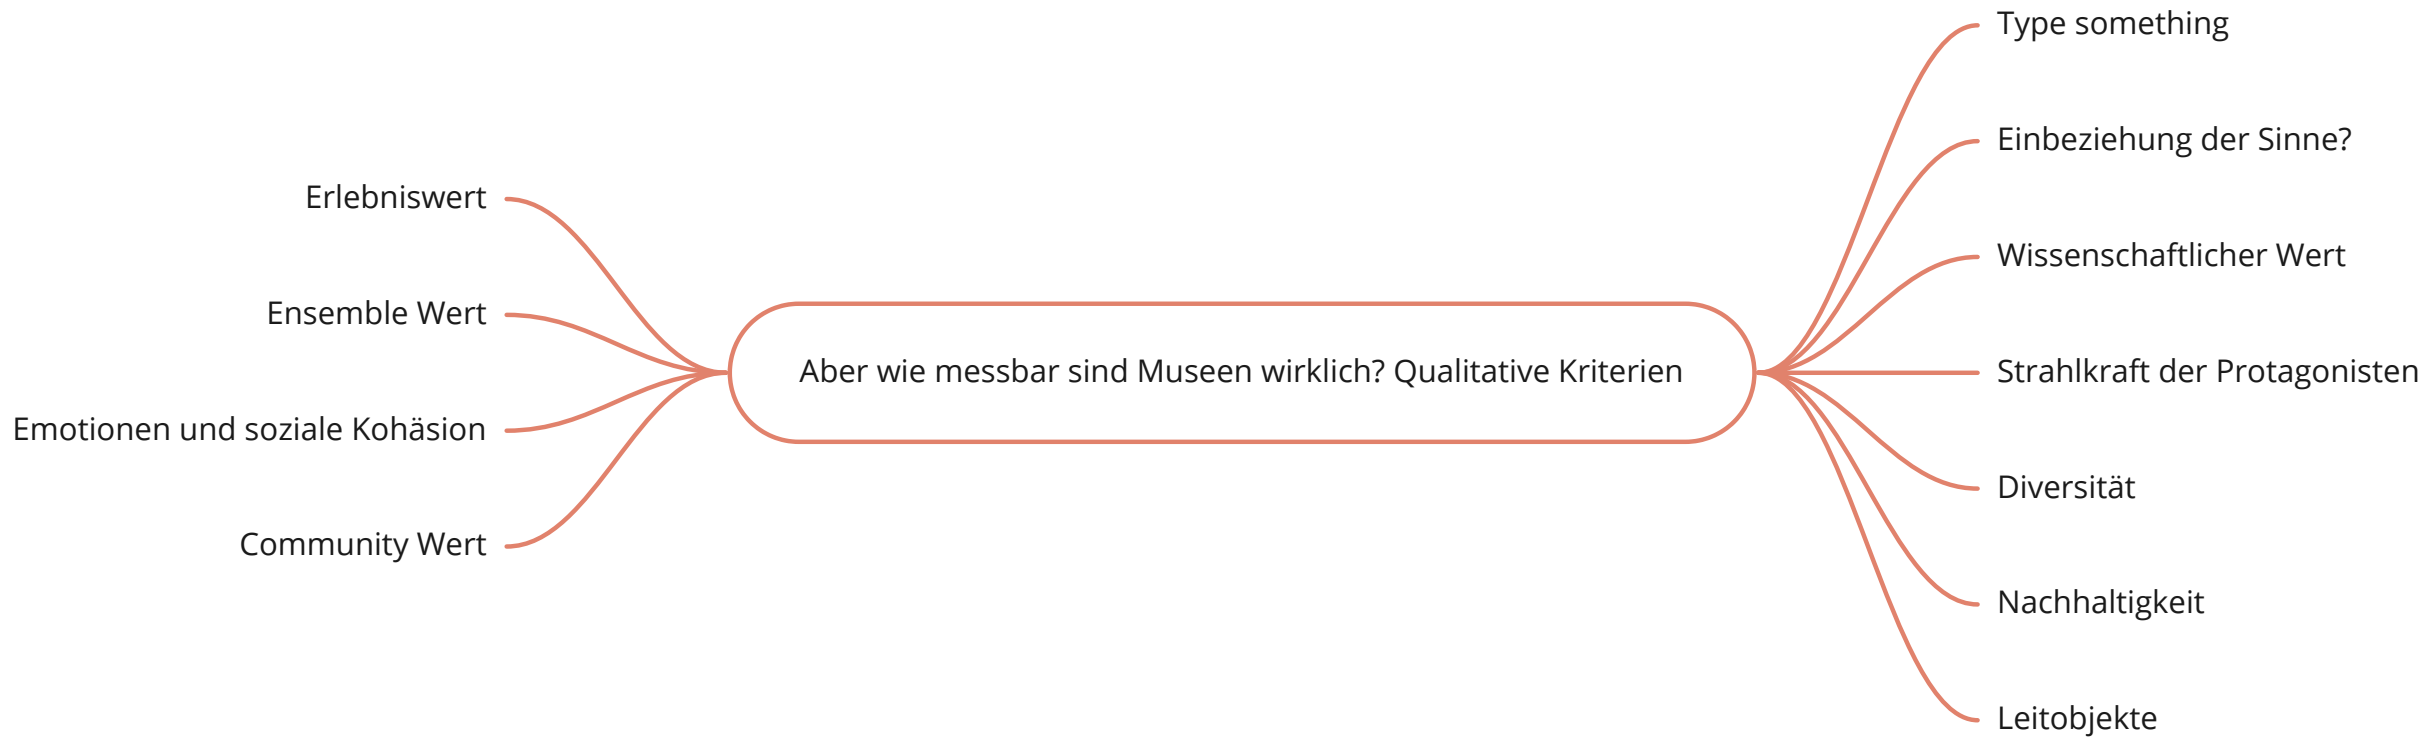 Aber wie messbar sind Museen wirklich? Qualitative Kriterien
Erlebniswert
Ensemble Wert
Emotionen und soziale Kohäsion
Community Wert
Type something
Einbeziehung der Sinne?
Wissenschaftlicher Wert
Strahlkraft der Protagonisten
Diversität
Nachhaltigkeit
Leitobjekte